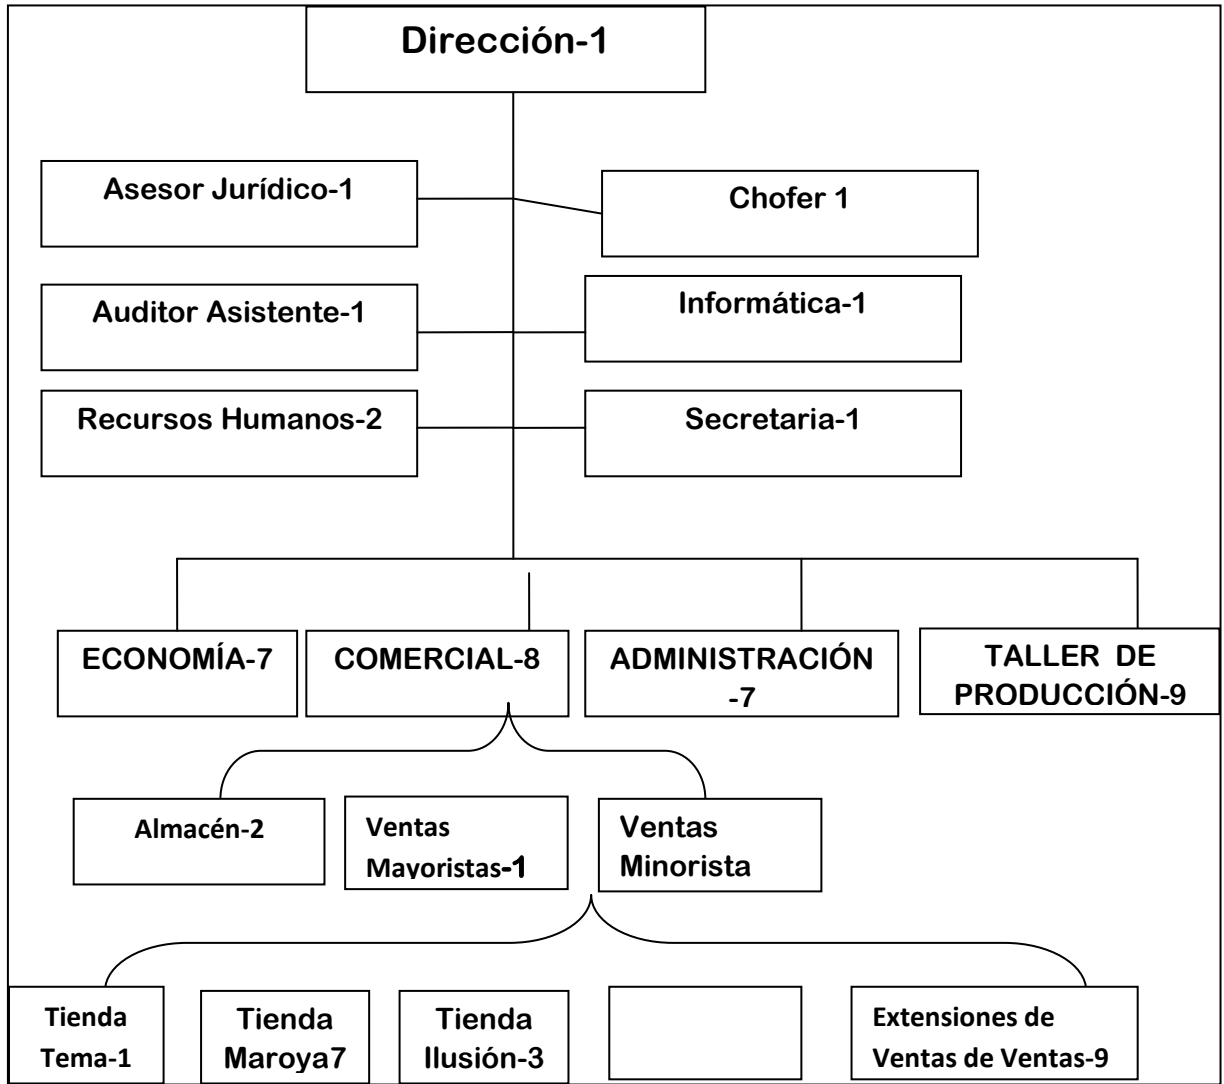 Dirección-1
Asesor Jurídico-1
Chofer 1
Auditor Asistente-1
Informática-1
Recursos Humanos-2
Secretaria-1
ECONOMÍA-7
COMERCIAL-8
ADMINISTRACIÓN
-7
TALLER DE
PRODUCCIÓN-9
Almacén-2
Ventas
Mayoristas-1
Ventas
Minorista
Tienda
Tema-1
Tienda
Maroya7
Tienda
Ilusión-3
Extensiones de
Ventas de Ventas-9